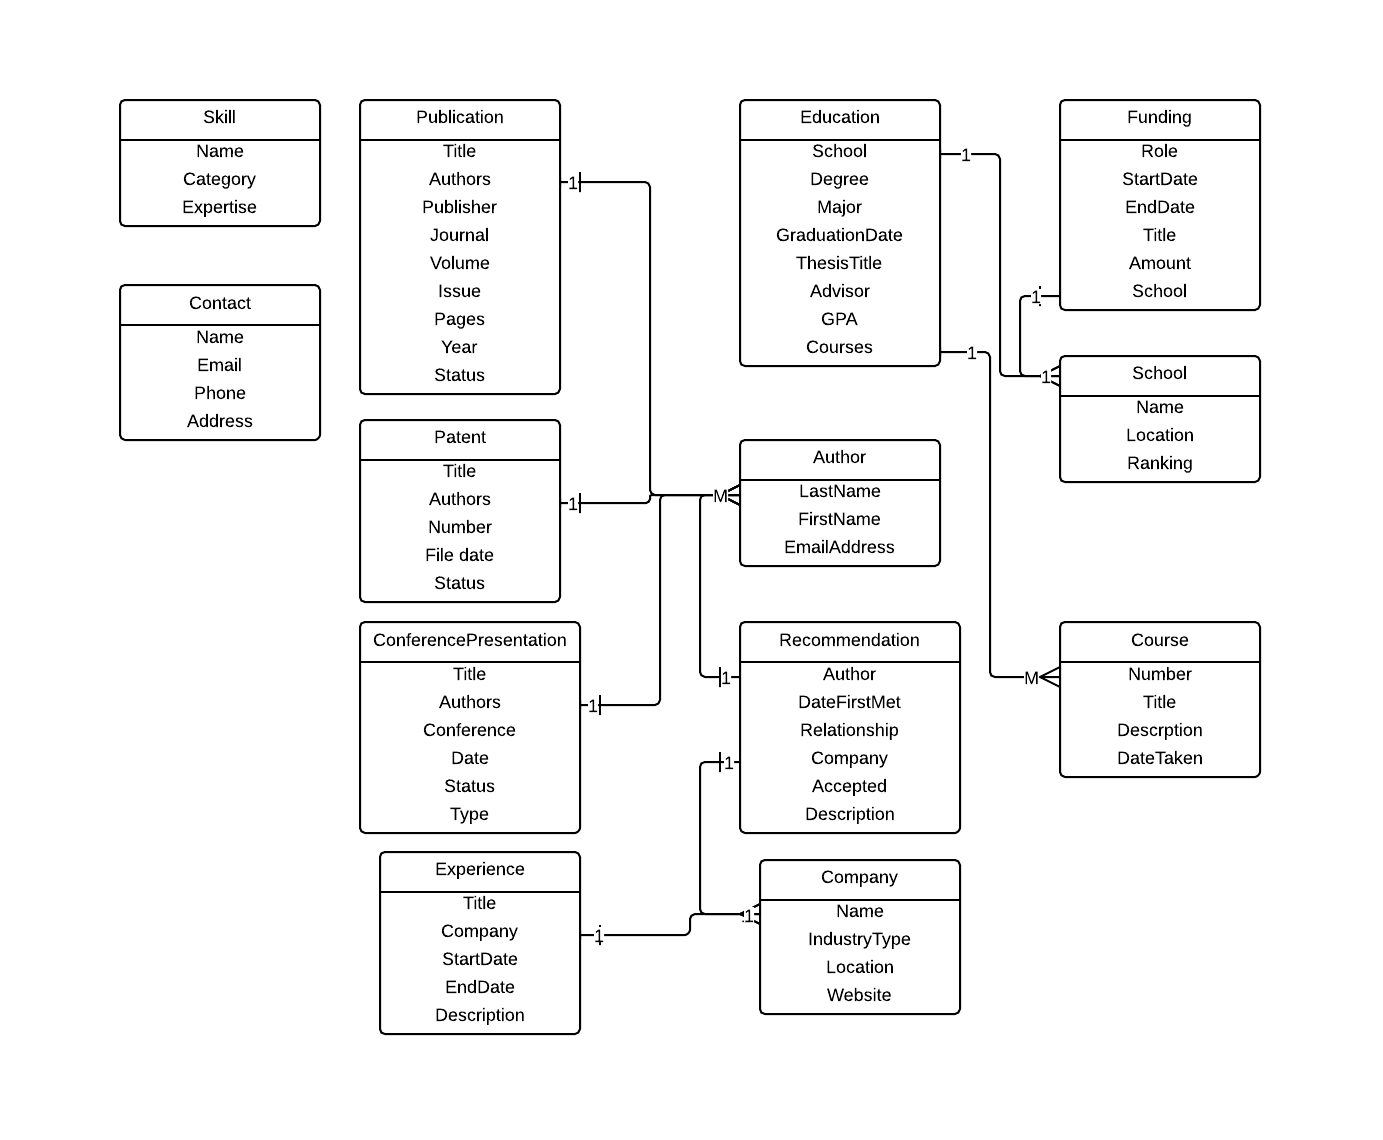 Skill
Name
Category
Expertise
Contact
Name
Email
Phone
Address
Publication
Title
Authors
Publisher
Journal
Volume
Issue
Pages
Year
Status
1
Patent
Title
Authors
Number
File date
Status
1
ConferencePresentation
Title
Authors
Conference
Date
Status
Type
1
Experience
Title
Company
StartDate
EndDate
Description
1
Education
School
Degree
Major
GraduationDate
ThesisTitle
Advisor
GPA
Courses
1
1
M
Author
LastName
FirstName
EmailAddress
1
1
Recommendation
Author
DateFirstMet
Relationship
Company
Accepted
Description
1
Company
Name
IndustryType
Location
Website
Funding
Role
StartDate
EndDate
Title
Amount
School
1
1
School
Name
Location
Ranking
M
Course
Number
Title
Descrption
DateTaken